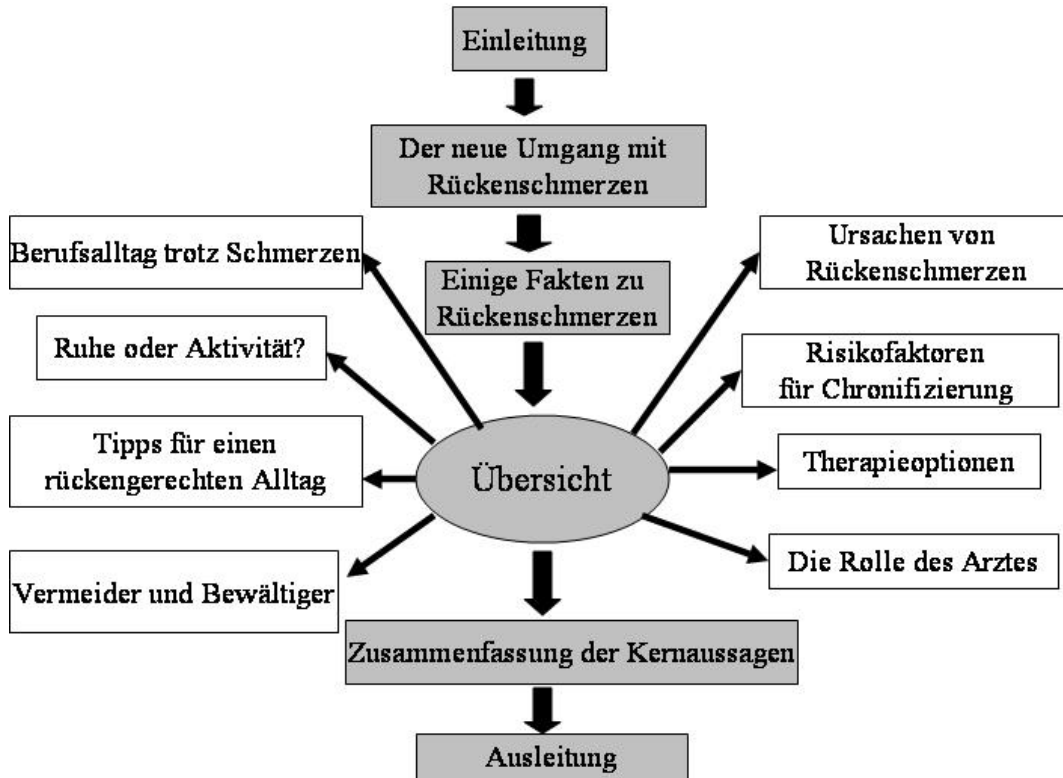 Einleitung
Der neue Umgang mit
Rückenschmerzen
Einige Fakten zu
Rückenschmerzen
Berufsalltag trotz Schmerzen
Ruhe oder Aktivität?
Tipps für einen
rückengerechten Alltag
Vermeider und Bewältiger
Übersicht
Ursachen von
Rückenschmerzen
Risikofaktoren
für Chronifizierung
Therapieoptionen
Die Rolle des Arztes
Zusammenfassung der Kernaussagen
Ausleitung